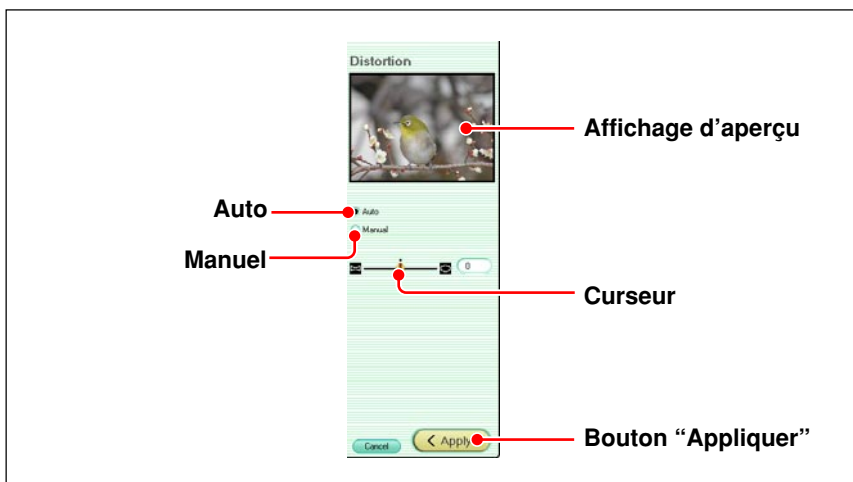 Distortion
Affichage d’aperçu
Auto
Auto
Manual
Manuel
0
Curseur
Cancel
Apply
Bouton “Appliquer”